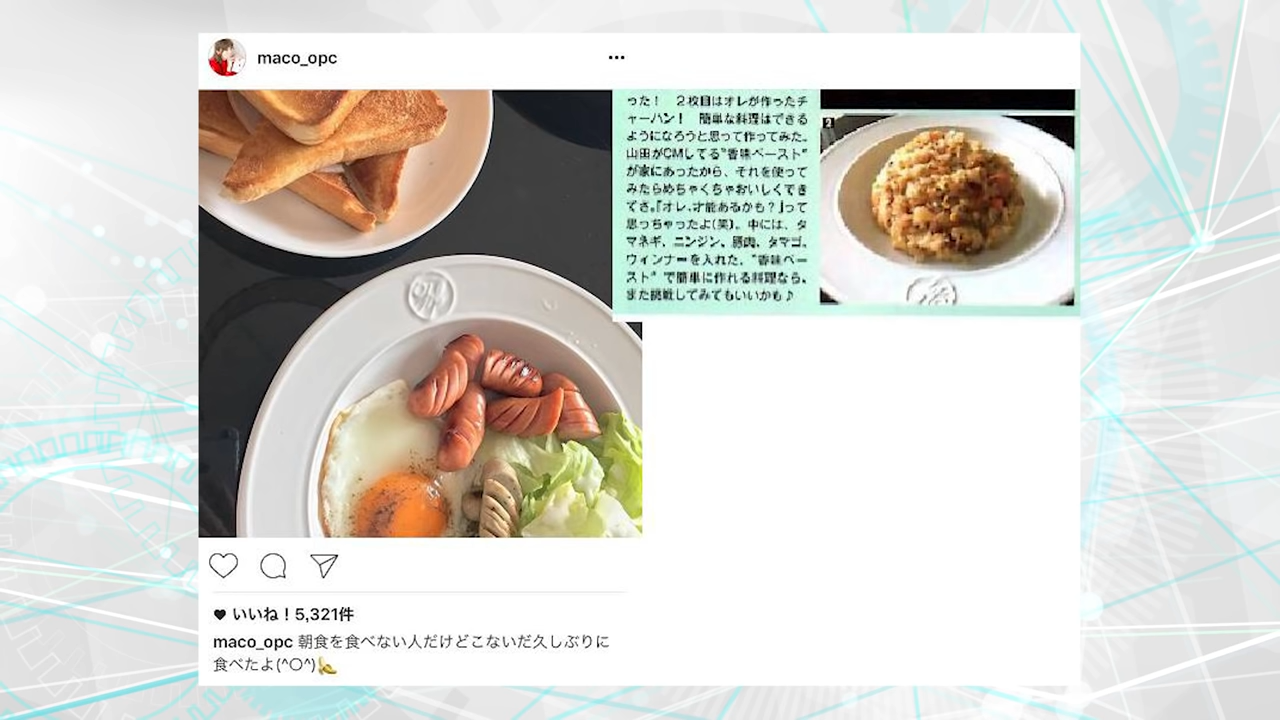 maco_opc
った！ 2枚目はオレが作ったチ
ャーハン！ 簡単な料理はできる
ようになろうと思って作ってみた。
山田がCMしてる"香味ペースト"
が家にあったから、それを使って
みたらめちゃくちゃおいしくでき
てさ。「オレ、才能あるかも？」って
思っちゃったよ(笑)。中には、タ
マネギ、ニンジン、豚肉、タマゴ、
ウィンナーを入れた。"香味ペー
スト" で簡単に作れる料理なら、
また挑戦してみてもいいかも♪
2
いいね！5,321件
maco_opc 朝食を食べない人だけどこないだ久しぶりに
食べたよ(^○^)🍌